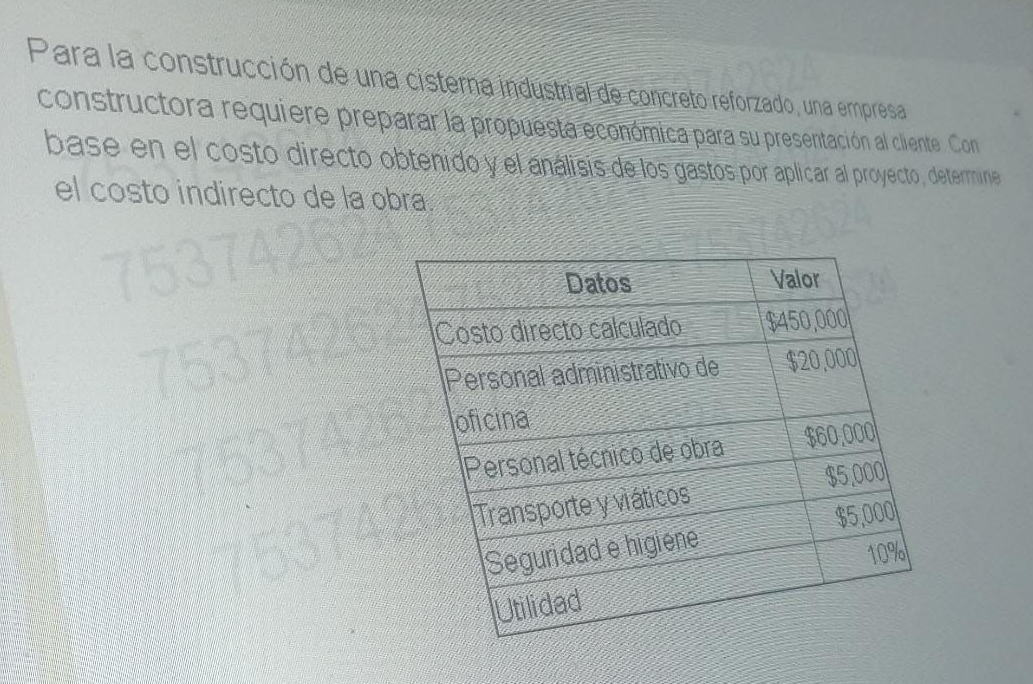 Para la construcción de una cisterna industrial de concreto reforzado, una empresa
constructora requiere preparar la propuesta económica para su presentación al cliente. Con
base en el costo directo obtenido y el análisis de los gastos por aplicar al proyecto, determine
el costo indirecto de la obra.
Datos Valor
Costo directo calculado $450,000
Personal administrativo de $20,000
oficina
Personal técnico de obra $60,000
Transporte y viáticos $5,000
Seguridad e higiene $5,000
Utilidad 10%
753742624
753742624
753742624
753742624